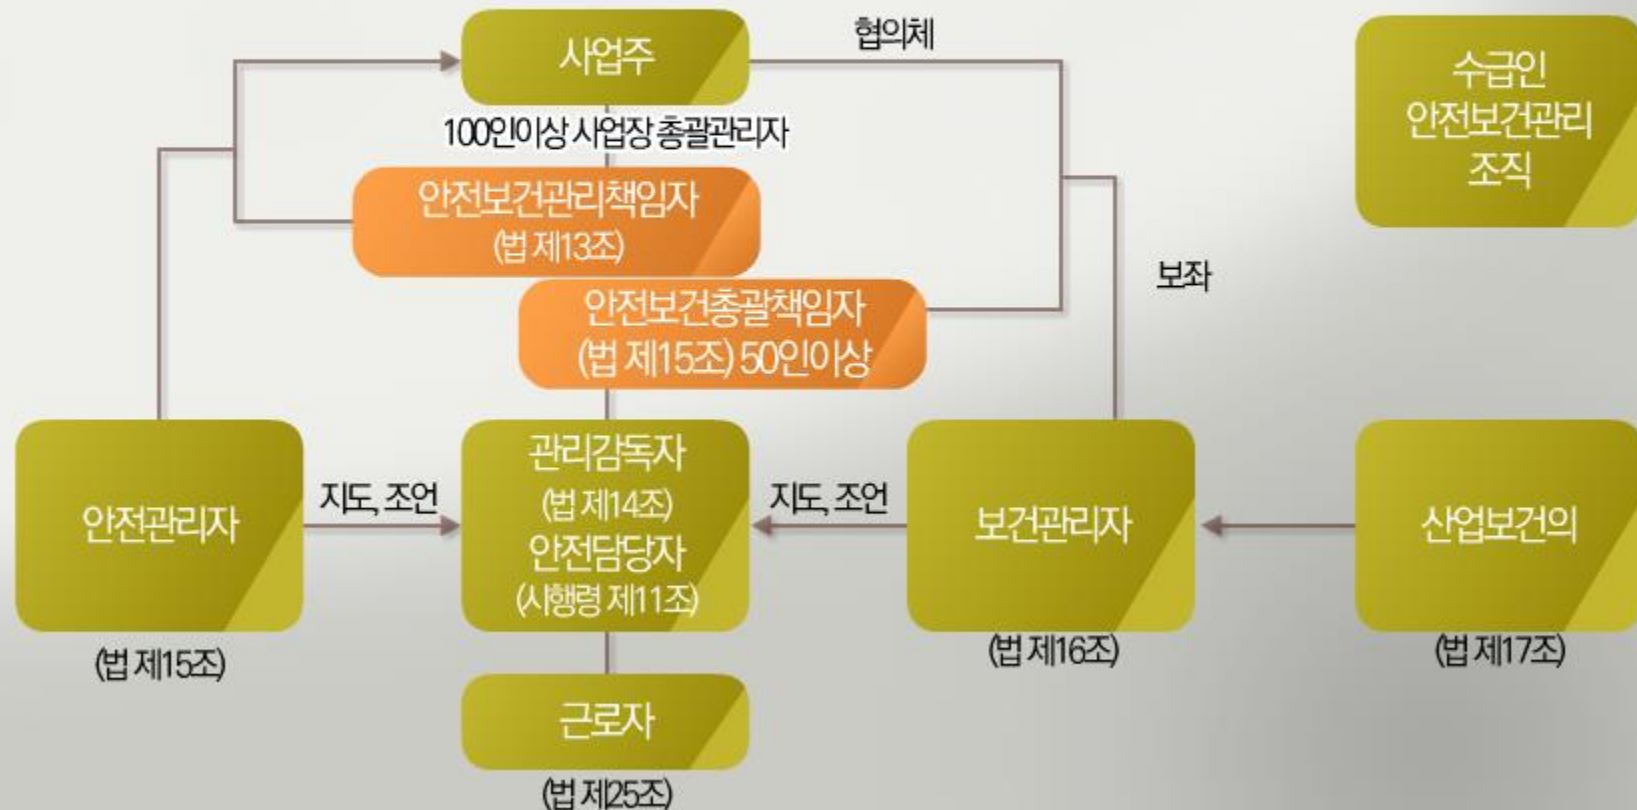 사업주
협의체
수급인
안전보건관리
조직
100인이상 사업장 총괄관리자
안전보건관리책임자
(법 제13조)
보좌
안전보건총괄책임자
(법 제15조) 50인이상
안전관리자
지도, 조언
관리감독자
(법 제14조)
안전담당자
(시행령 제11조)
지도, 조언
보건관리자
산업보건의
(법 제15조)
(법 제16조)
(법 제17조)
근로자
(법 제25조)